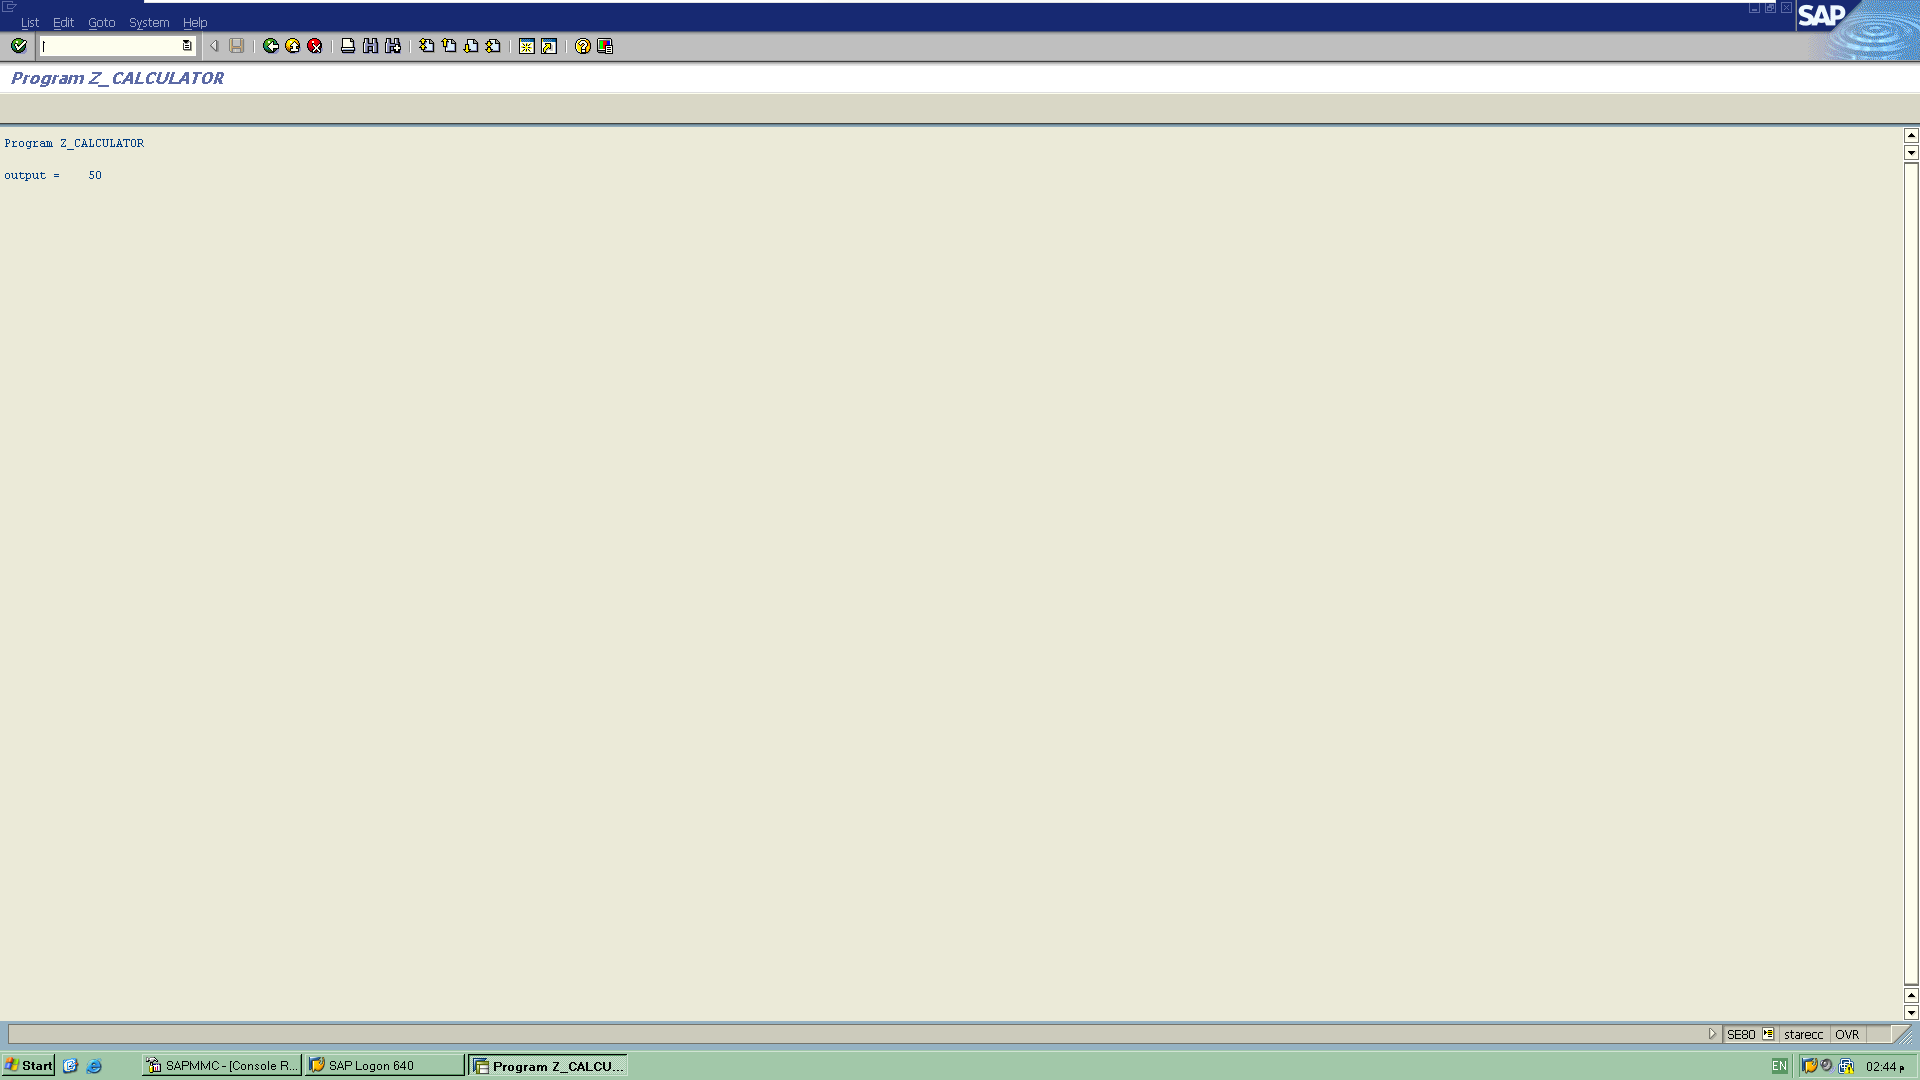 List Edit Goto System Help
SAP
Program Z_CALCULATOR
Program Z_CALCULATOR
output = 50
SE80 starecc OVR
Start SAPMMC - [Console R... SAP Logon 640 Program Z_CALCU... EN 02:44 م